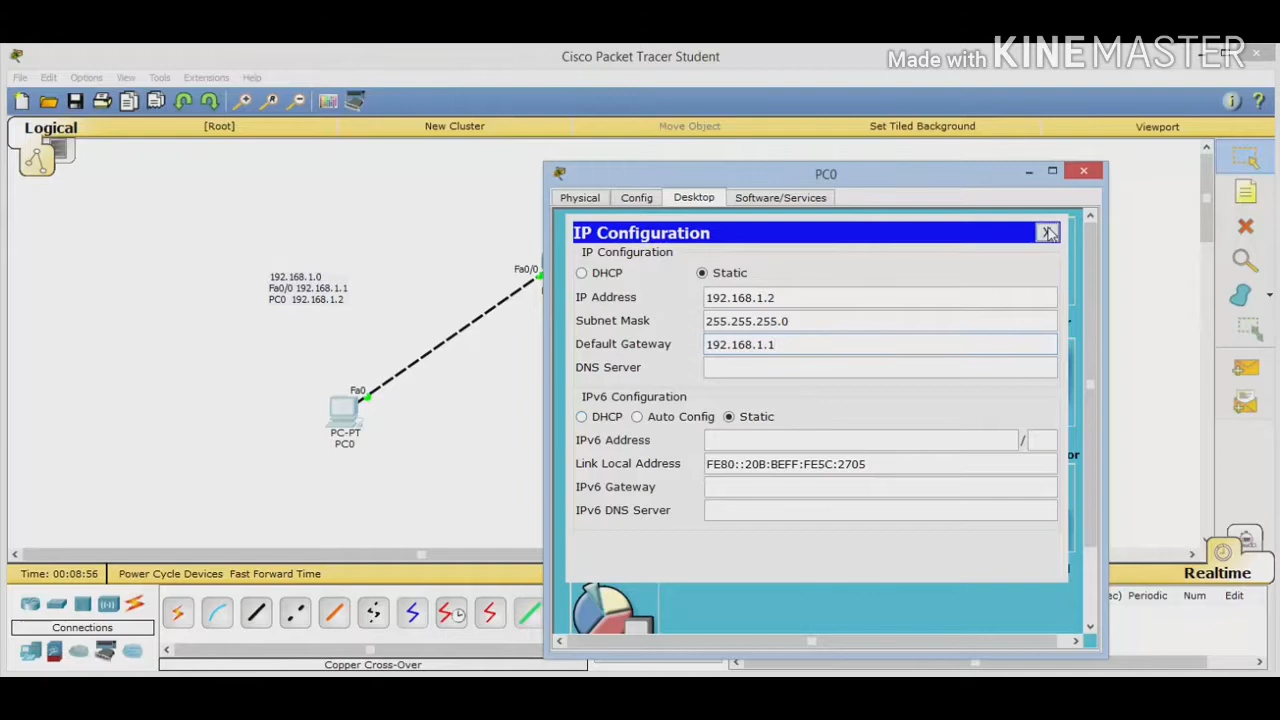 Cisco Packet Tracer Student
Made with KINEMASTER
File Edit Options View Tools Extensions Help
Logical
[Root]
New Cluster
Move Object
Set Tiled Background
Viewport
PC0
Physical Config Desktop Software/Services
IP Configuration
IP Configuration
DHCP Static
IP Address 192.168.1.2
Subnet Mask 255.255.255.0
Default Gateway 192.168.1.1
DNS Server
IPv6 Configuration
DHCP Auto Config Static
IPv6 Address /
Link Local Address FE80::20B:BEFF:FE5C:2705
IPv6 Gateway
IPv6 DNS Server
Fa0/0
192.168.1.0
Fa0/0 192.168.1.1
PC0 192.168.1.2
Fa0
PC-PT
PC0
Time: 00:08:56 Power Cycle Devices Fast Forward Time
Realtime
Periodic Num Edit
Connections
Copper Cross-Over